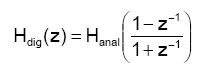 H_dig(z) = H_anal((1 − z⁻¹)/(1 + z⁻¹))